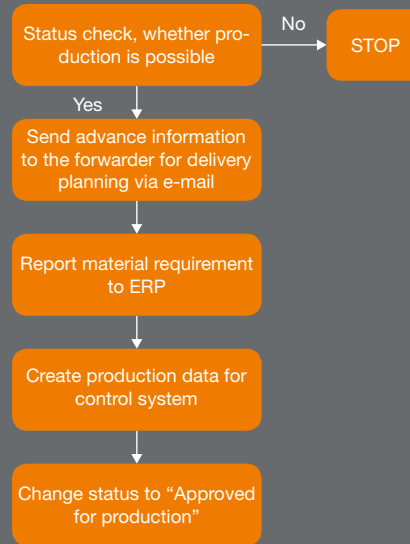 Status check, whether pro-
duction is possible
No
STOP
Yes
Send advance information
to the forwarder for delivery
planning via e-mail
Report material requirement
to ERP
Create production data for
control system
Change status to “Approved
for production”